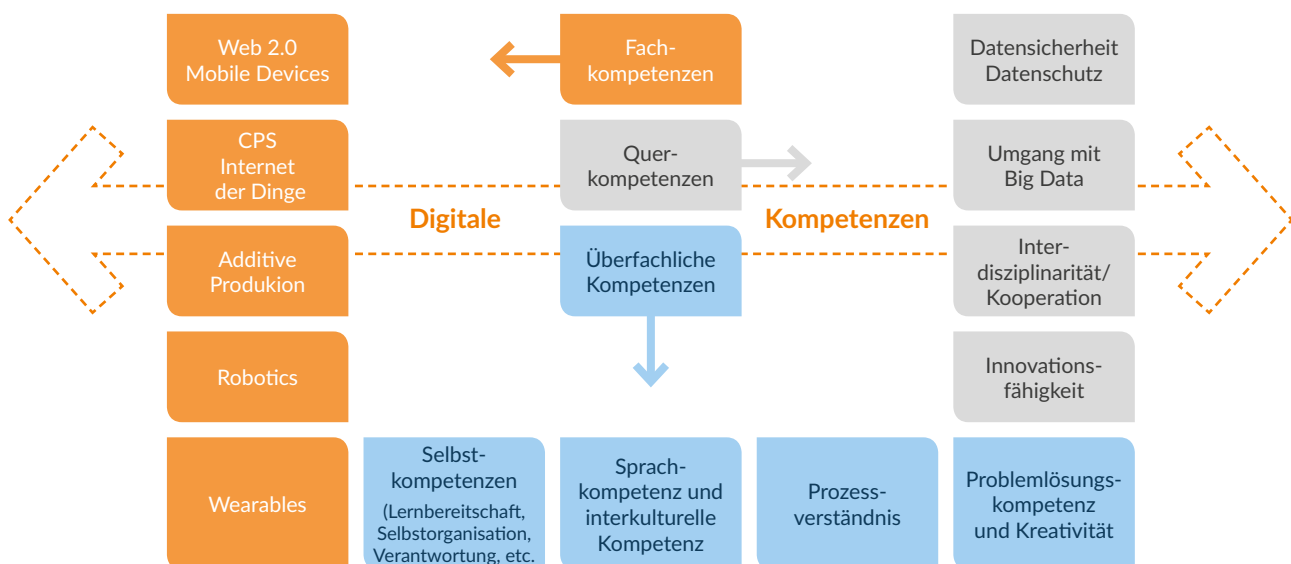 Web 2.0
Mobile Devices
Fach-
kompetenzen
Datensicherheit
Datenschutz
CPS
Internet
der Dinge
Quer-
kompetenzen
Umgang mit
Big Data
Digitale
Kompetenzen
Additive
Produkion
Überfachliche
Kompetenzen
Inter-
disziplinarität/
Kooperation
Robotics
Innovations-
fähigkeit
Wearables
Selbst-
kompetenzen
(Lernbereitschaft,
Selbstorganisation,
Verantwortung, etc.
Sprach-
kompetenz und
interkulturelle
Kompetenz
Prozess-
verständnis
Problemlösungs-
kompetenz
und Kreativität